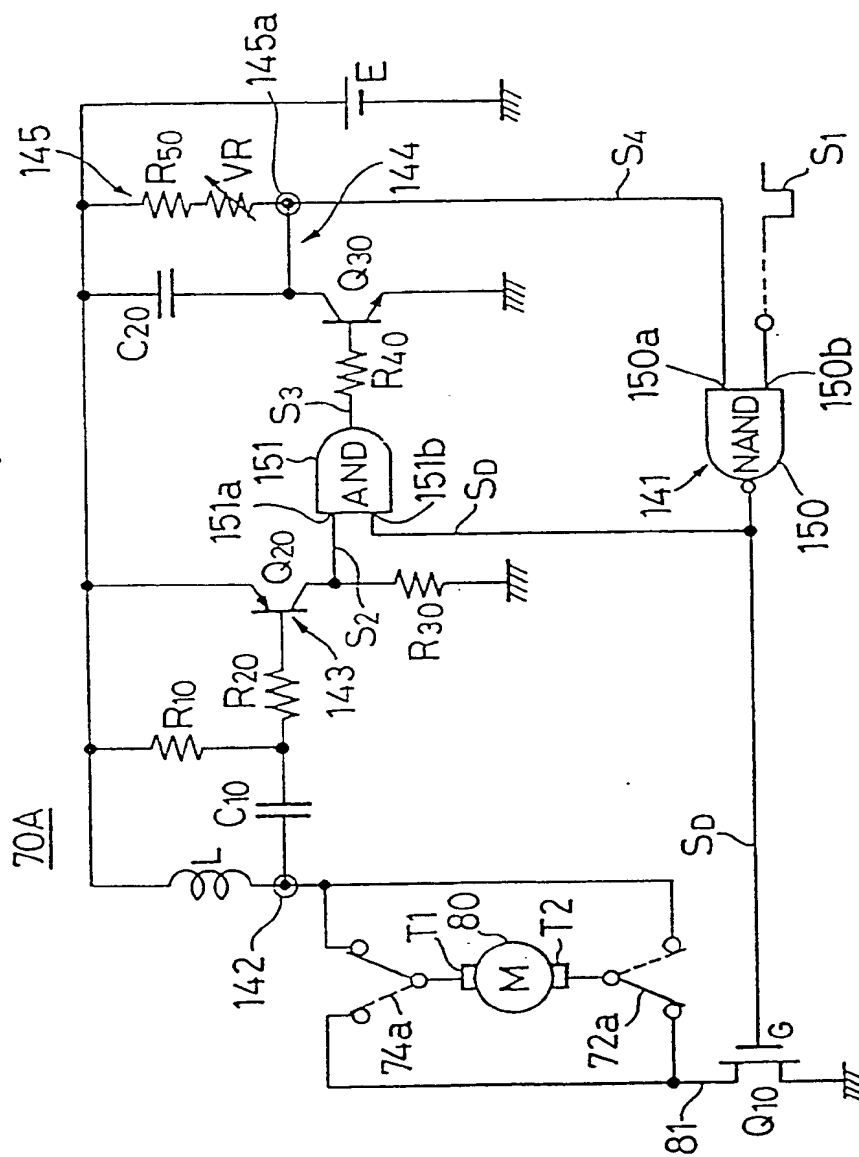 70A
145
R50
VR
145a
E
144
C20
Q30
R40
S3
S4
S1
151
AND
151a
151b
SD
150a
150b
NAND
141
150
Q20
S2
R30
143
R20
R10
C10
L
142
SD
T1
80
M
T2
74a
72a
81
G
Q10